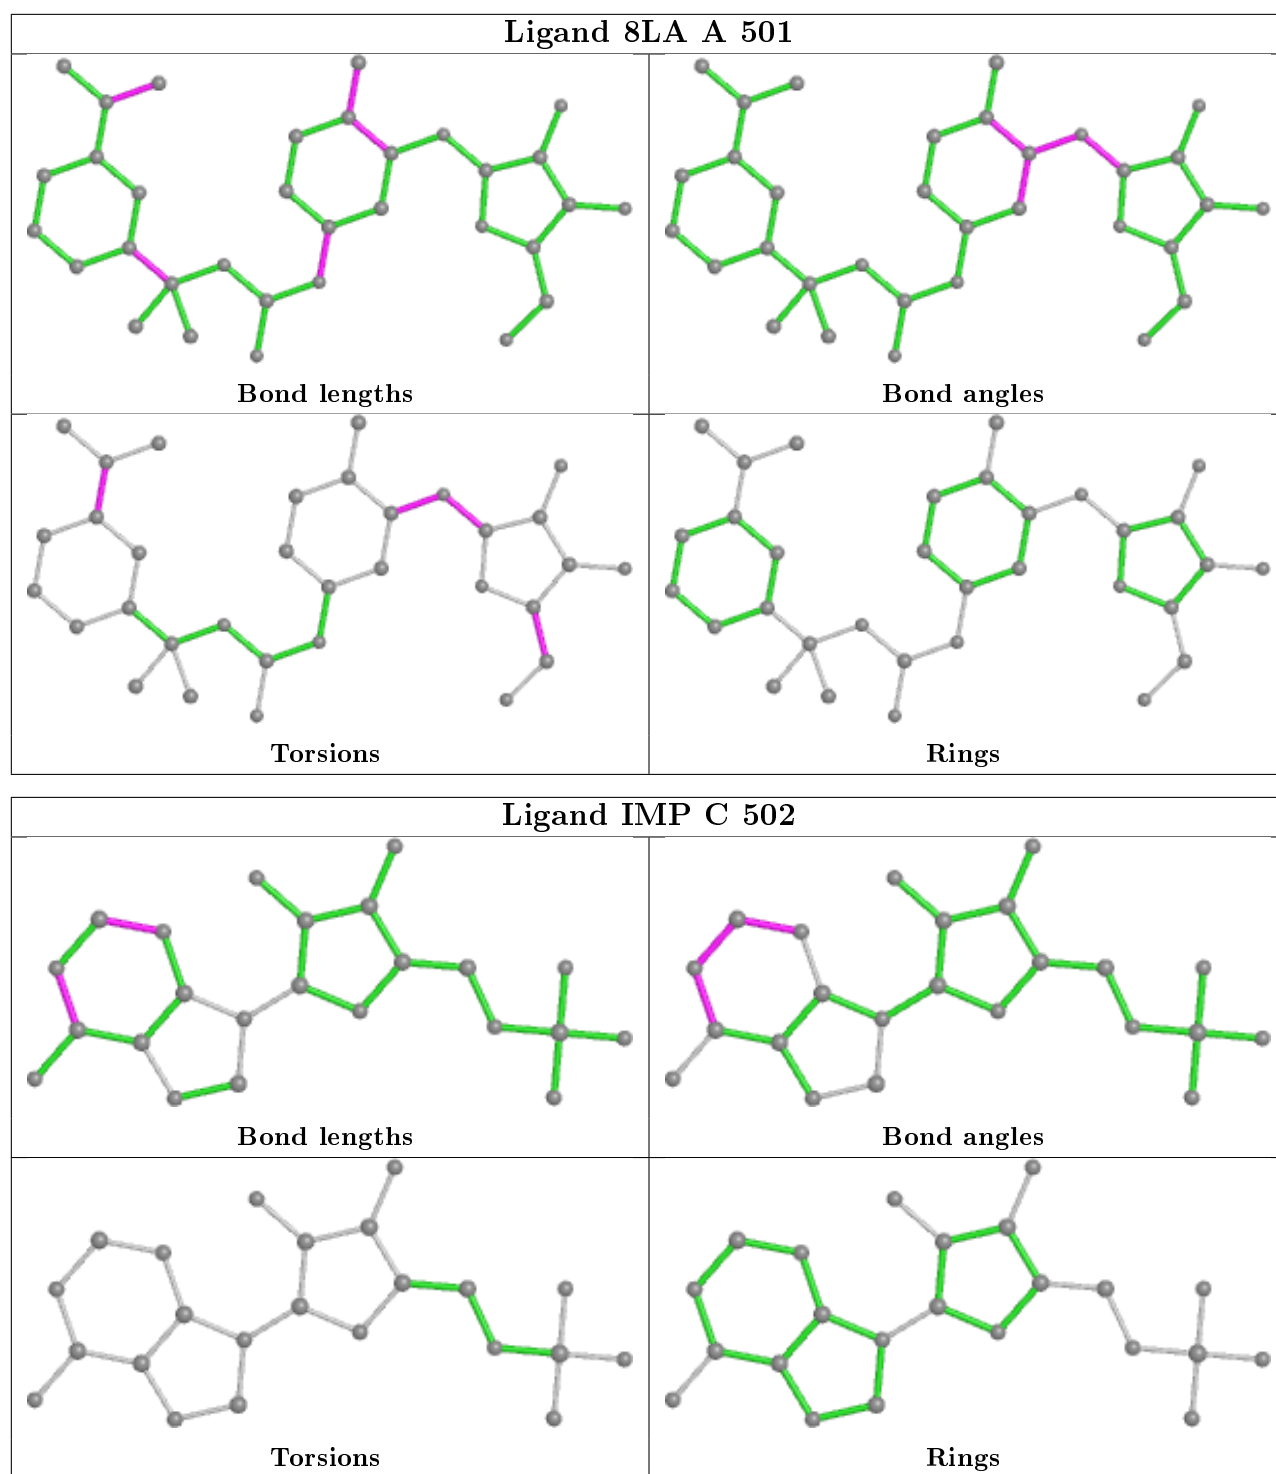 Ligand 8LA A 501
Bond lengths
Bond angles
Torsions
Rings
Ligand IMP C 502
Bond lengths
Bond angles
Torsions
Rings